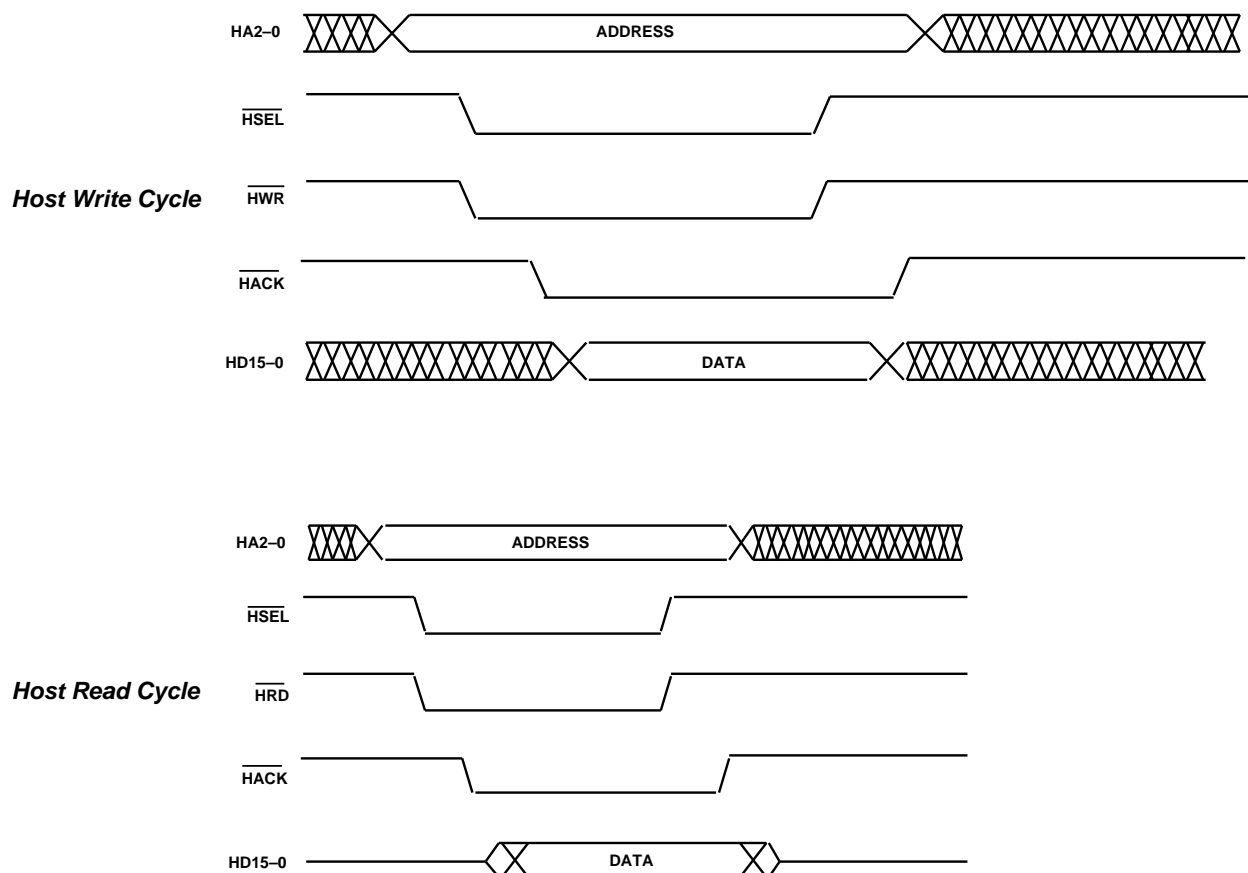 HA2–0
ADDRESS
HSEL
Host Write Cycle
HWR
HACK
HD15–0
DATA
HA2–0
ADDRESS
HSEL
Host Read Cycle
HRD
HACK
HD15–0
DATA